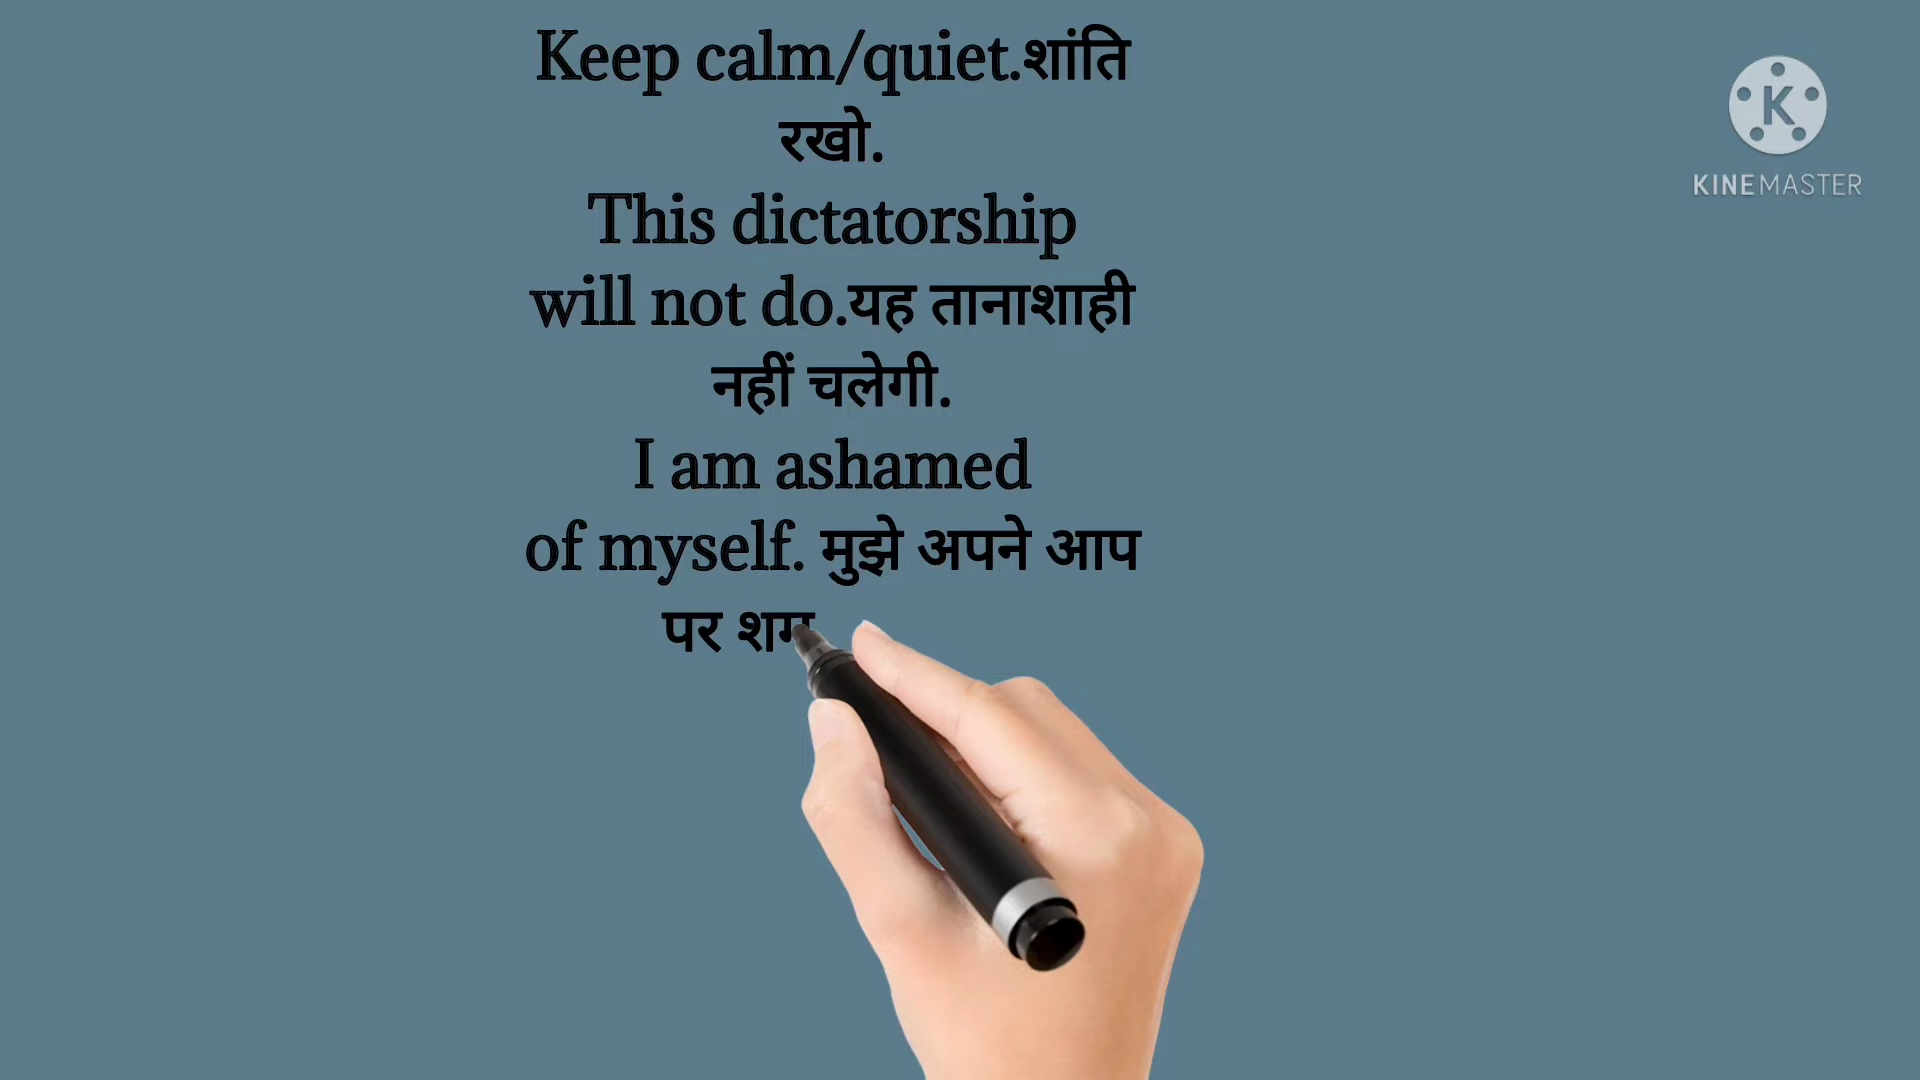 Keep calm/quiet.शांति
रखो.
This dictatorship
will not do.यह तानाशाही
नहीं चलेगी.
I am ashamed
of myself. मुझे अपने आप
पर
KINEMASTER